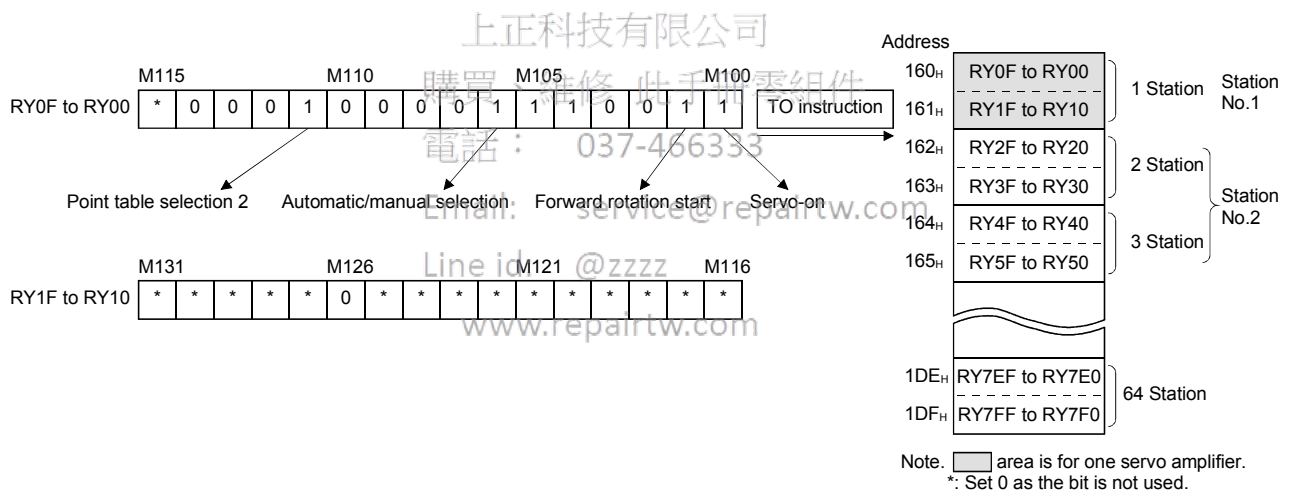 上正科技有限公司
購買、維修 此手冊零組件
電話： 037-466333
Email: service@repairtw.com
Line id: @zzzz
www.repairtw.com
M115 M110 M105 M100
RY0F to RY00 * 0 0 0 1 0 0 0 0 1 1 1 0 0 1 1 TO instruction
Point table selection 2 Automatic/manual selection Forward rotation start Servo-on
M131 M126 M121 M116
RY1F to RY10 * * * * * 0 * * * * * * * * * *
Address
160H RY0F to RY00
161H RY1F to RY10
1 Station
Station
No.1
162H RY2F to RY20
163H RY3F to RY30
2 Station
164H RY4F to RY40
165H RY5F to RY50
3 Station
Station
No.2
1DEH RY7EF to RY7E0
1DFH RY7FF to RY7F0
64 Station
Note. area is for one servo amplifier.
*: Set 0 as the bit is not used.